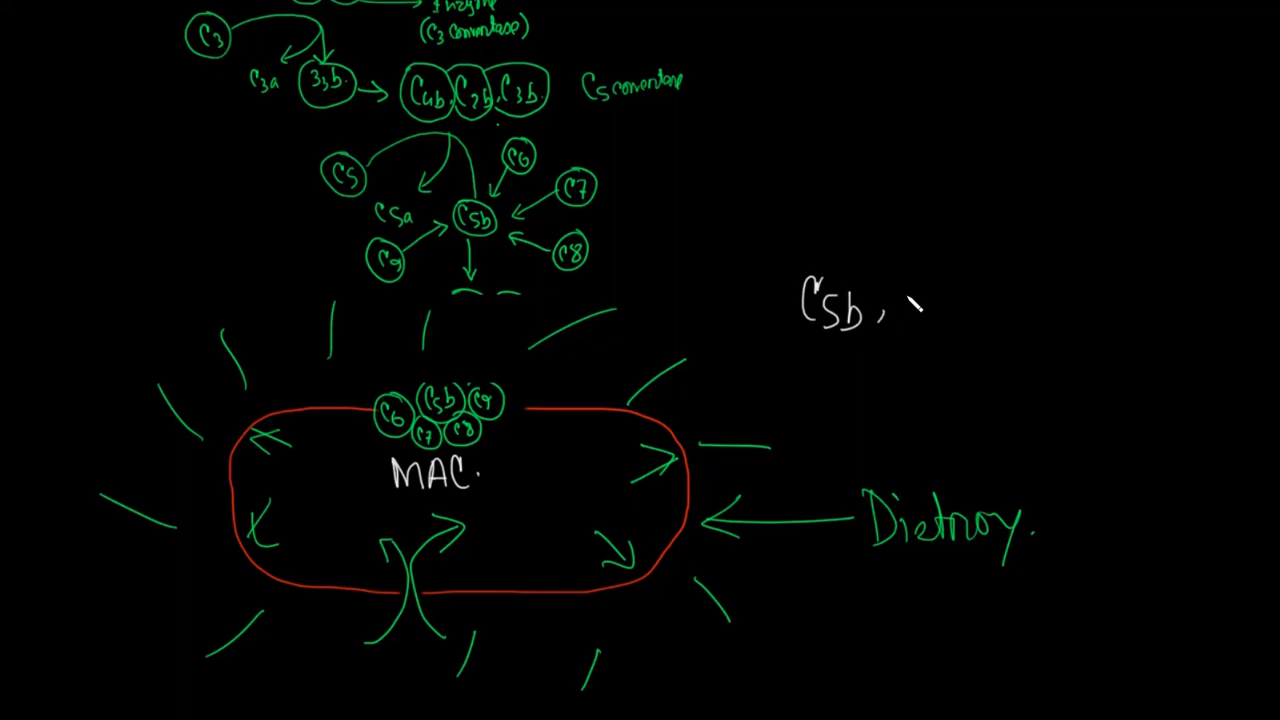 Enzyme
(C3 convertase)
C3
C3a 33b. C4b. C2b. C3b. C5 convertase
C5 C6
C7
C5a C5b
C9 C8
C5b,
C6 C5b C9
C7 C8
MAC.
Distroy.